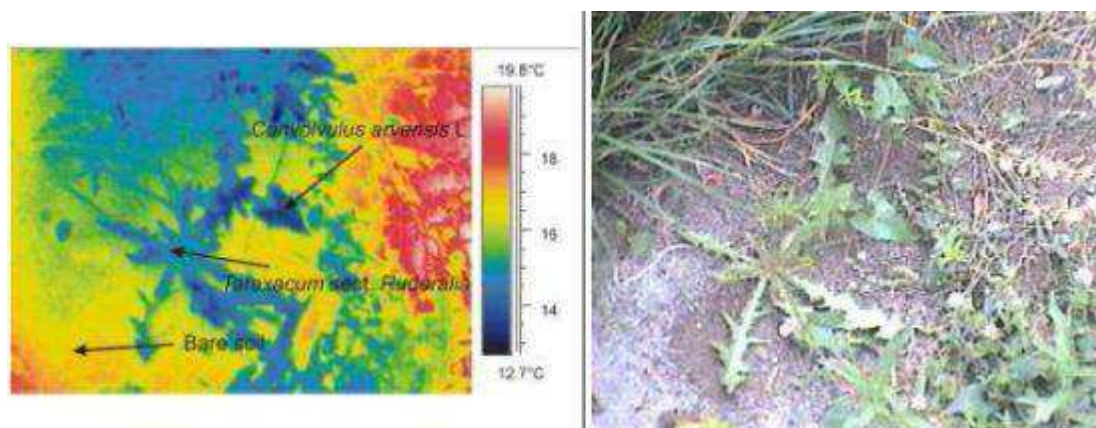 19.8°C
Convolvulus arvensis L
18
16
Taraxacum sect. Ruderalia
14
Bare soil
12.7°C